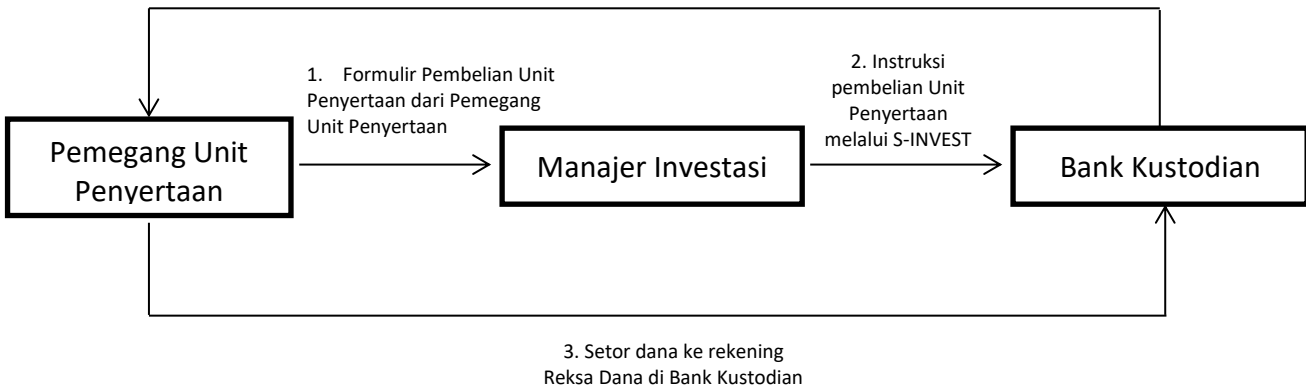 1. Formulir Pembelian Unit
Penyertaan dari Pemegang
Unit Penyertaan
2. Instruksi
pembelian Unit
Penyertaan
melalui S-INVEST
Pemegang Unit
Penyertaan
Manajer Investasi
Bank Kustodian
3. Setor dana ke rekening
Reksa Dana di Bank Kustodian